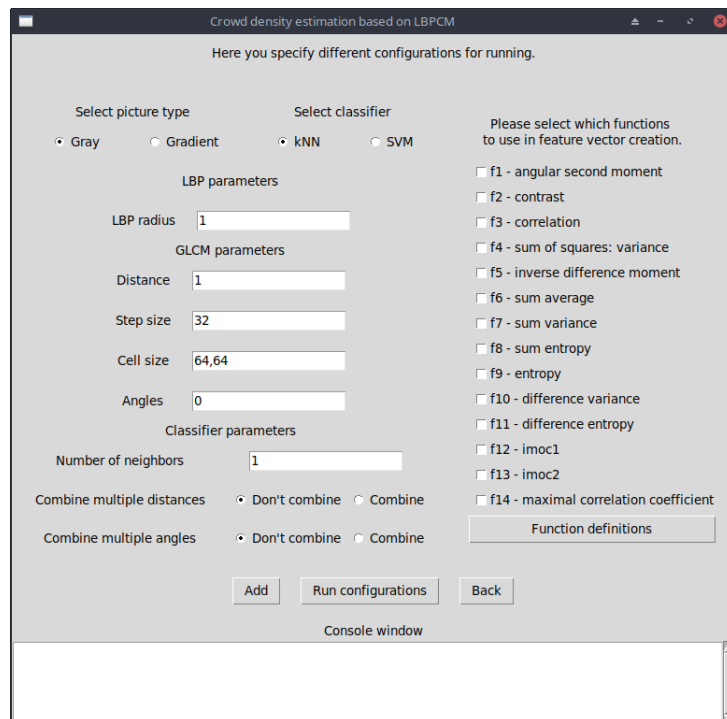 Crowd density estimation based on LBPCM
Here you specify different configurations for running.
Select picture type
Select classifier
Gray Gradient
kNN SVM
LBP parameters
LBP radius 1
GLCM parameters
Distance 1
Step size 32
Cell size 64,64
Angles 0
Classifier parameters
Number of neighbors 1
Combine multiple distances Don't combine Combine
Combine multiple angles Don't combine Combine
Please select which functions
to use in feature vector creation.
f1 - angular second moment
f2 - contrast
f3 - correlation
f4 - sum of squares: variance
f5 - inverse difference moment
f6 - sum average
f7 - sum variance
f8 - sum entropy
f9 - entropy
f10 - difference variance
f11 - difference entropy
f12 - imoc1
f13 - imoc2
f14 - maximal correlation coefficient
Function definitions
Add Run configurations Back
Console window